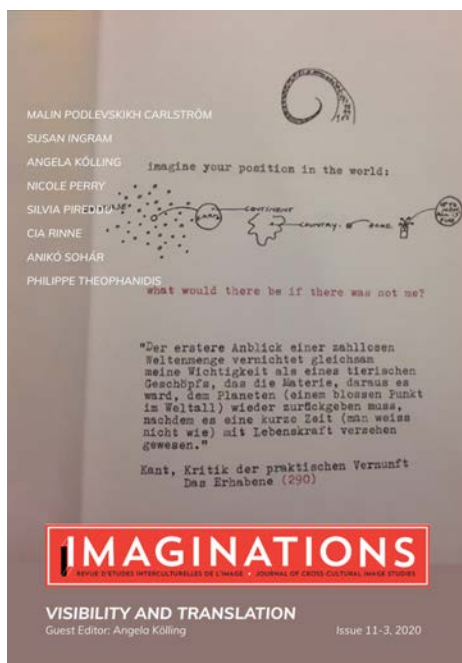 MALIN PODLEVSKIKH CARLSTRÖM
SUSAN INGRAM
ANGELA KÖLLING
NICOLE PERRY
SILVIA PIREDDU
CIA RINNE
ANIKÓ SOHÁR
PHILIPPE THEOPHANIDIS
imagine your position in the world:
CONTINENT
COUNTRY
what would there be if there was not me?
"Der erstere Anblick einer zahllosen
Weltenmenge vernichtet gleichsam
meine Wichtigkeit als eines tierischen
Geschöpfs, das die Materie, daraus es
ward, dem Planeten (einem blossen Punkt
im Weltall) wieder zurückgeben muss,
nachdem es eine kurze Zeit (man weiss
nicht wie) mit Lebenskraft versehen
gewesen."
Kant, Kritik der praktischen Vernunft
Das Erhabene (290)
IMAGINATIONS
REVUE D'ÉTUDES INTERCULTURELLES DE L'IMAGE • JOURNAL OF CROSS-CULTURAL IMAGE STUDIES
VISIBILITY AND TRANSLATION
Guest Editor: Angela Kölling
Issue 11-3, 2020